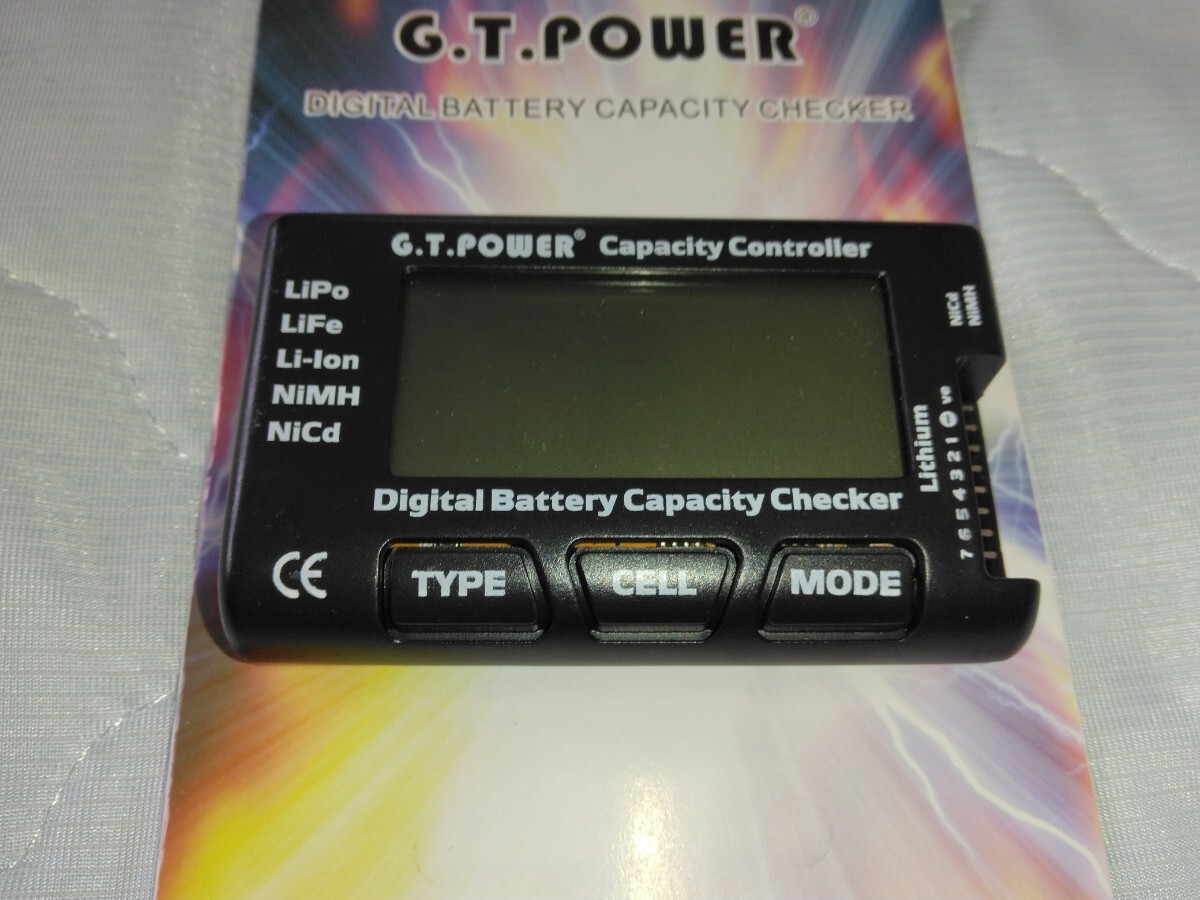 G.T.POWER®
DIGITAL BATTERY CAPACITY CHECKER
G.T.POWER® Capacity Controller
LiPo
LiFe
Li-Ion
NiMH
NiCd
NiCd
NiMH
Lithium
7 6 5 4 3 2 1 ⊖ ve
Digital Battery Capacity Checker
CE
TYPE
CELL
MODE